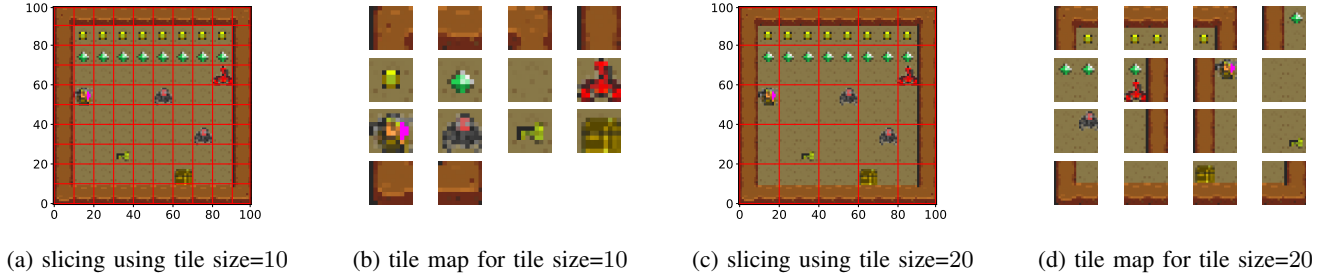 100
80
60
40
20
0
0 20 40 60 80 100
100
80
60
40
20
0
0 20 40 60 80 100
(a) slicing using tile size=10
(b) tile map for tile size=10
(c) slicing using tile size=20
(d) tile map for tile size=20